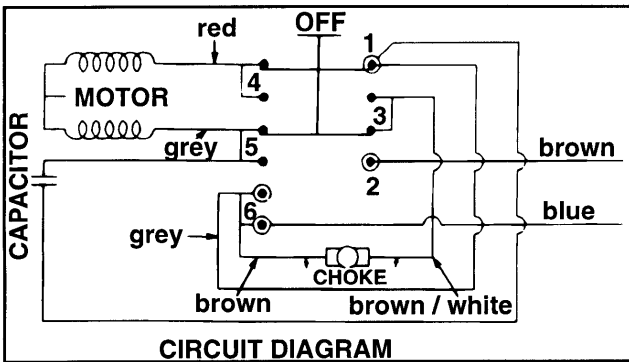 OFF
red
1
4
MOTOR
3
grey
5
brown
2
CAPACITOR
6
blue
grey
CHOKE
brown
brown / white
CIRCUIT DIAGRAM